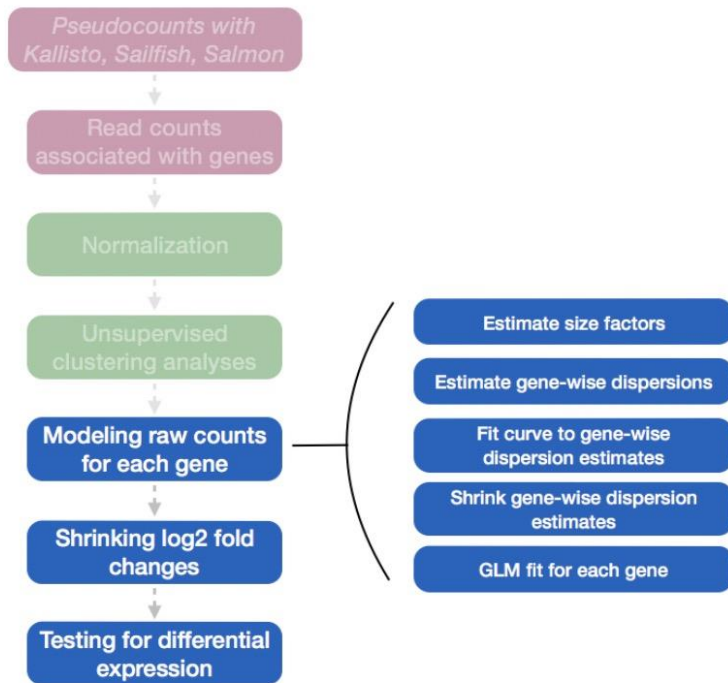 Pseudocounts with
Kallisto, Sailfish, Salmon
Read counts
associated with genes
Normalization
Unsupervised
clustering analyses
Modeling raw counts
for each gene
Shrinking log2 fold
changes
Testing for differential
expression
Estimate size factors
Estimate gene-wise dispersions
Fit curve to gene-wise
dispersion estimates
Shrink gene-wise dispersion
estimates
GLM fit for each gene